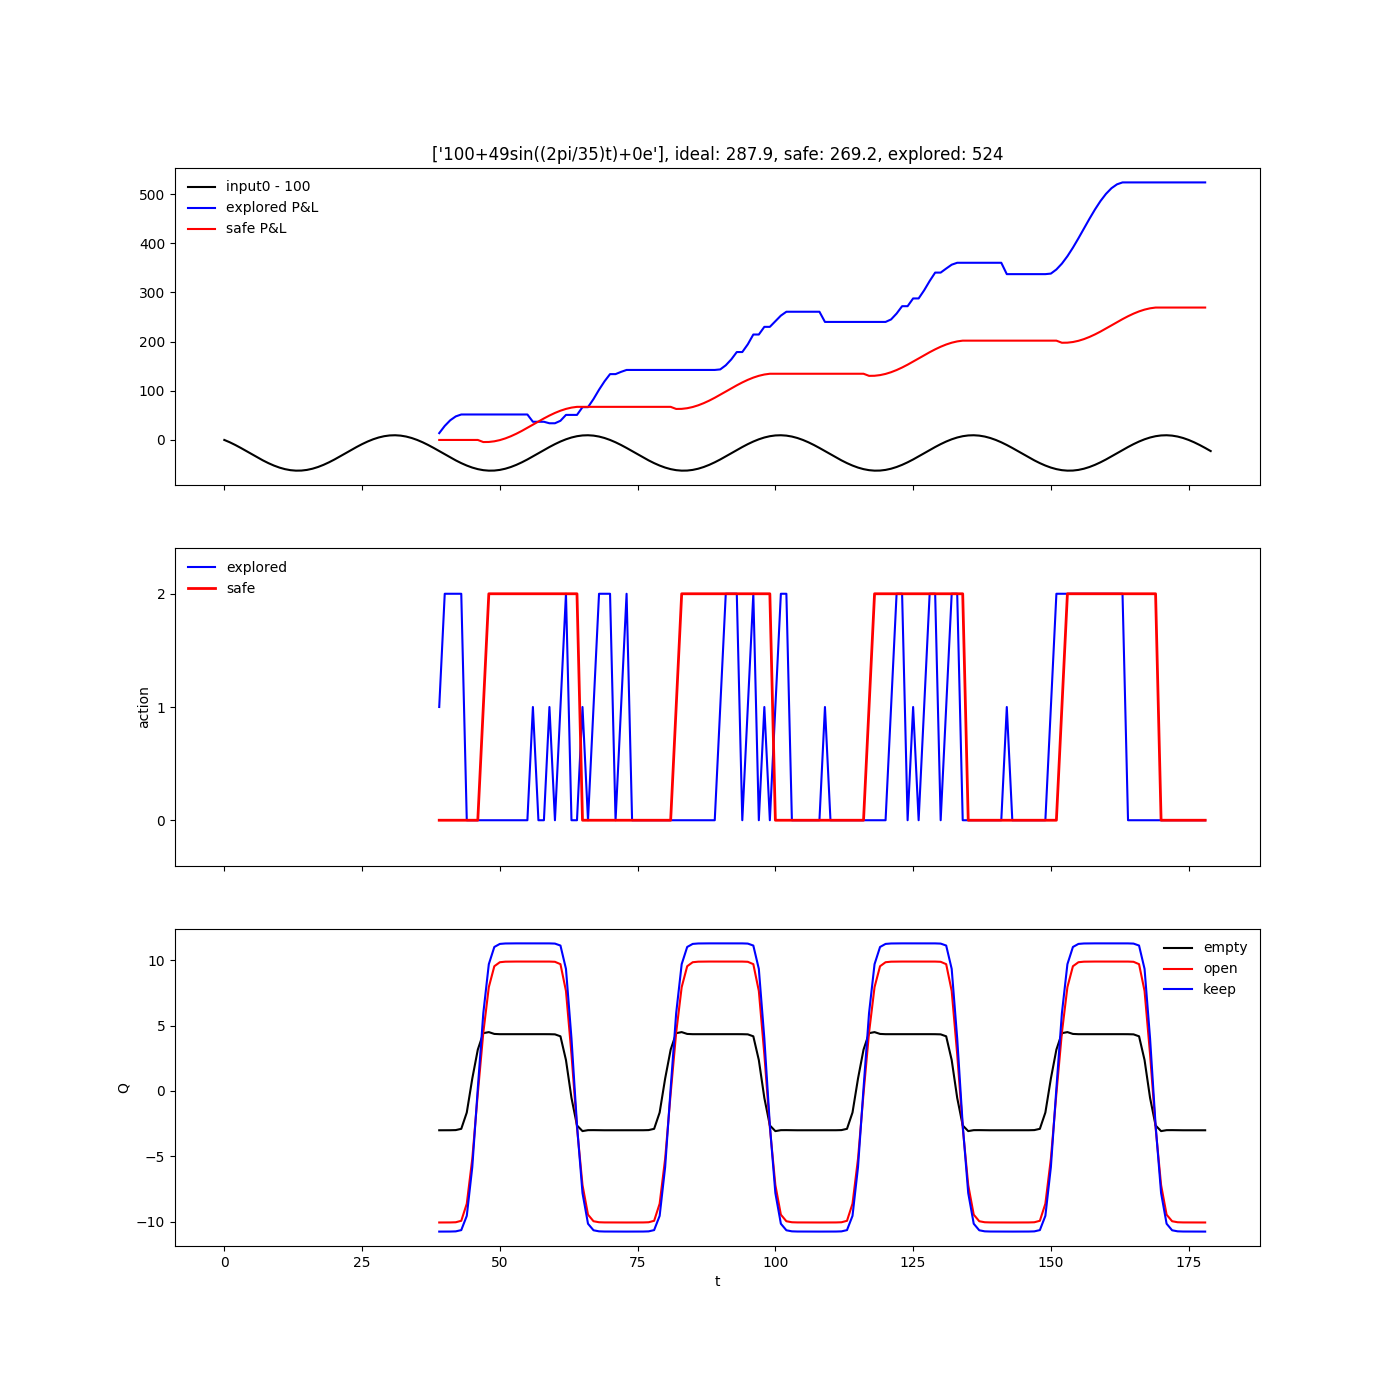 ['100+49sin((2pi/35)t)+0e'], ideal: 287.9, safe: 269.2, explored: 524
input0 - 100
explored P&L
safe P&L
500
400
300
200
100
0
explored
safe
2
1
0
action
empty
open
keep
10
5
0
−5
−10
Q
0 25 50 75 100 125 150 175
t